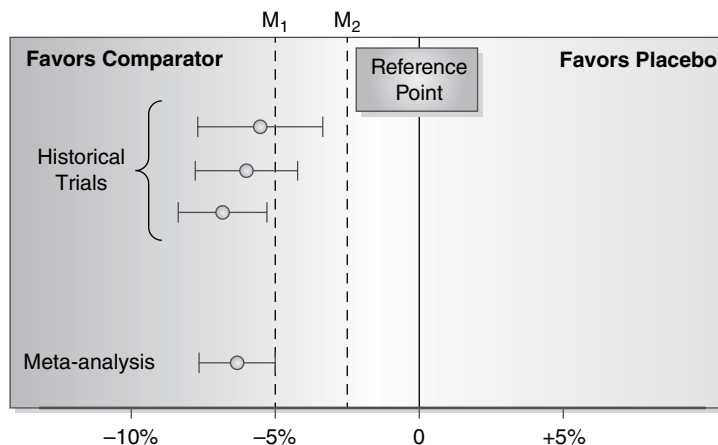 M1 M2
Favors Comparator
Reference
Point
Favors Placebo
Historical
Trials
Meta-analysis
–10% –5% 0 +5%